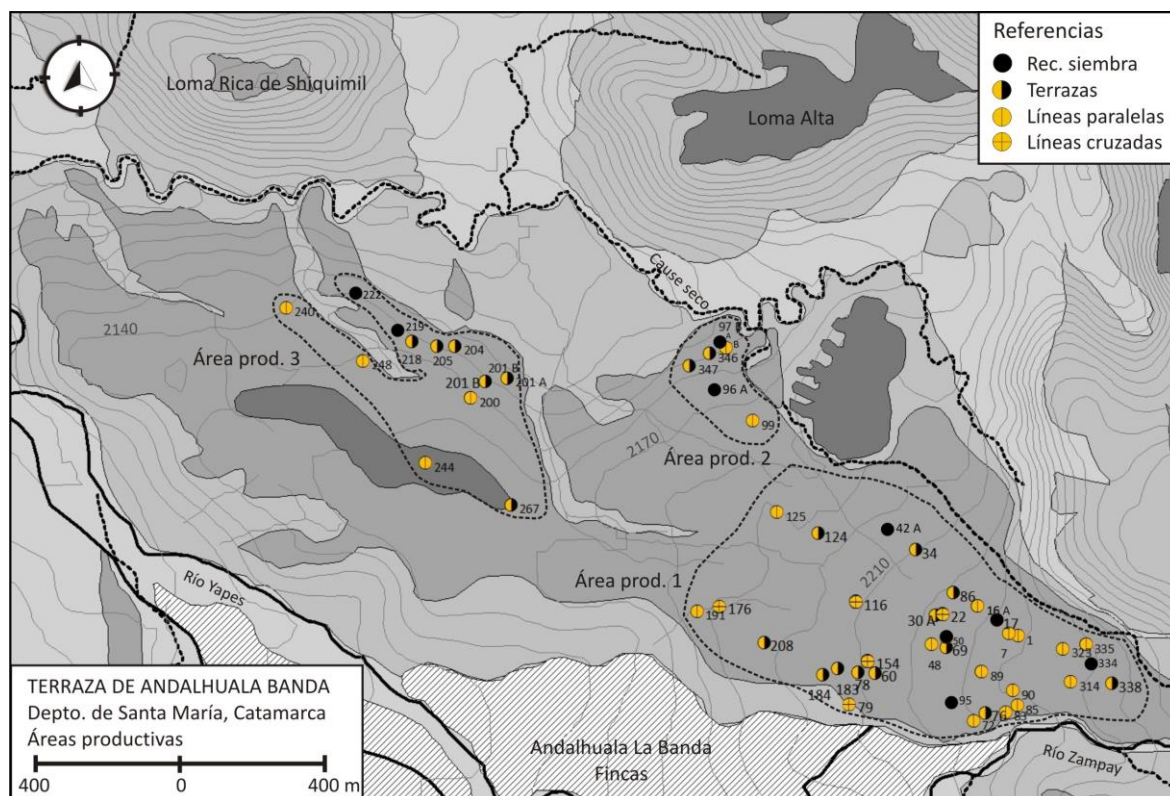 Referencias
Rec. siembra
Terrazas
Líneas paralelas
Líneas cruzadas
Loma Rica de Shiquimil
Loma Alta
Cause seco
2140
222
240
219
218
205
204
248
Área prod. 3
201 B
201 B
201 A
200
244
267
97
B
346
347
96 A
99
2170
Área prod. 2
125
124
42 A
34
2210
Área prod. 1
176
191
116
86
16 A
30 A
22
17
1
7
50
69
48
208
154
60
78
183
184
79
89
90
95
76
83
85
323
335
334
314
338
Río Yapes
Río Zampay
Andalhuala La Banda
Fincas
TERRAZA DE ANDALHUALA BANDA
Depto. de Santa María, Catamarca
Áreas productivas
400 0 400 m